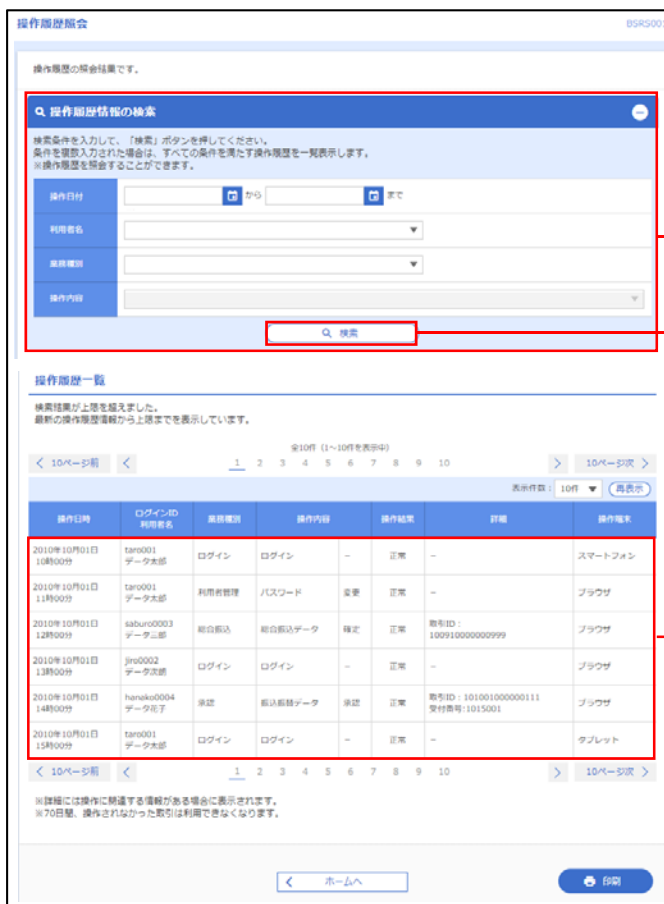 操作履歴照会 BSRS001
操作履歴の照会結果です。
操作履歴情報の検索
検索条件を入力して、「検索」ボタンを押してください。
条件を複数入力された場合は、すべての条件を満たす操作履歴を一覧表示します。
※操作履歴を照会することができます。
操作日付 から まで
利用者名
業務種別
操作内容
検索
操作履歴一覧
検索結果が上限を超えました。
最新の操作履歴情報から上限までを表示しています。
全10件（1～10件を表示中）
10ページ前 1 2 3 4 5 6 7 8 9 10 10ページ次
表示件数： 10件 再表示
操作日時 ログインID 利用者名 業務種別 操作内容 操作結果 詳細 操作端末
2010年10月01日 10時00分 taro001 データ太郎 ログイン ログイン － 正常 － スマートフォン
2010年10月01日 11時00分 taro001 データ太郎 利用者管理 パスワード 変更 正常 － ブラウザ
2010年10月01日 12時00分 saburo0003 データ三郎 総合振込 総合振込データ 確定 正常 取引ID： 100910000000999 ブラウザ
2010年10月01日 13時00分 jiro0002 データ次郎 ログイン ログイン － 正常 － ブラウザ
2010年10月01日 14時00分 hanako0004 データ花子 承認 振込振替データ 承認 正常 取引ID：101001000000111 受付番号:1015001 ブラウザ
2010年10月01日 15時00分 taro001 データ太郎 ログイン ログイン － 正常 － タブレット
10ページ前 1 2 3 4 5 6 7 8 9 10 10ページ次
※詳細には操作に関連する情報がある場合に表示されます。
※70日間、操作されなかった取引は利用できなくなります。
ホームへ 印刷